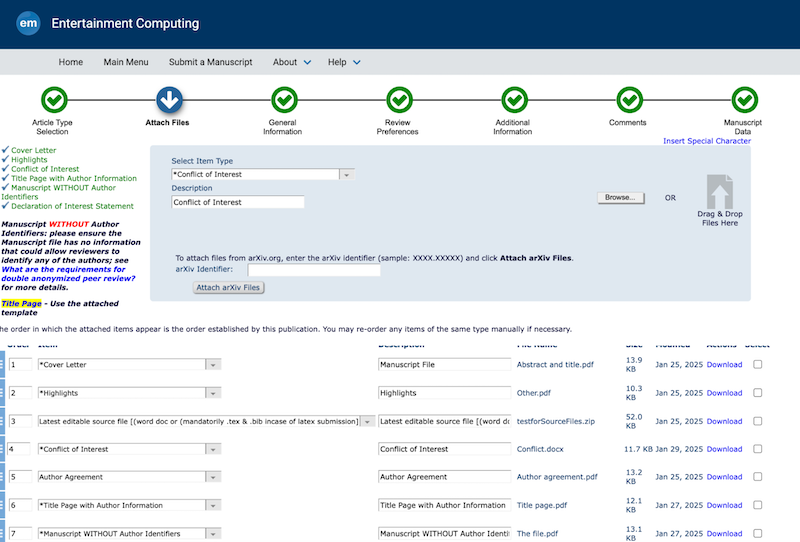 em Entertainment Computing
Home Main Menu Submit a Manuscript About Help
Article Type Selection
Attach Files
General Information
Review Preferences
Additional Information
Comments
Manuscript Data
Insert Special Character
Cover Letter
Highlights
Conflict of Interest
Title Page with Author Information
Manuscript WITHOUT Author
Identifiers
Declaration of Interest Statement
Manuscript WITHOUT Author
Identifiers: please ensure the
Manuscript file has no information
that could allow reviewers to
identify any of the authors; see
What are the requirements for
double anonymized peer review?
for more details.
Title Page - Use the attached
template
Select Item Type
*Conflict of Interest
Description
Conflict of Interest
Browse... OR
Drag & Drop
Files Here
To attach files from arXiv.org, enter the arXiv identifier (sample: XXXX.XXXXX) and click Attach arXiv Files.
arXiv Identifier:
Attach arXiv Files
he order in which the attached items appear is the order established by this publication. You may re-order any items of the same type manually if necessary.
Order Item Description File Name Size Modified Actions Select
1 *Cover Letter Manuscript File Abstract and title.pdf 13.9 KB Jan 25, 2025 Download
2 *Highlights Highlights Other.pdf 10.3 KB Jan 25, 2025 Download
3 Latest editable source file [(word doc or (mandatorily .tex & .bib incase of latex submission] Latest editable source file [(word do testforSourceFiles.zip 52.0 KB Jan 25, 2025 Download
4 *Conflict of Interest Conflict of Interest Conflict.docx 11.7 KB Jan 29, 2025 Download
5 Author Agreement Author Agreement Author agreement.pdf 13.2 KB Jan 25, 2025 Download
6 *Title Page with Author Information Title Page with Author Information Title page.pdf 12.1 KB Jan 27, 2025 Download
7 *Manuscript WITHOUT Author Identifiers Manuscript WITHOUT Author Identi The file.pdf 13.1 KB Jan 27, 2025 Download